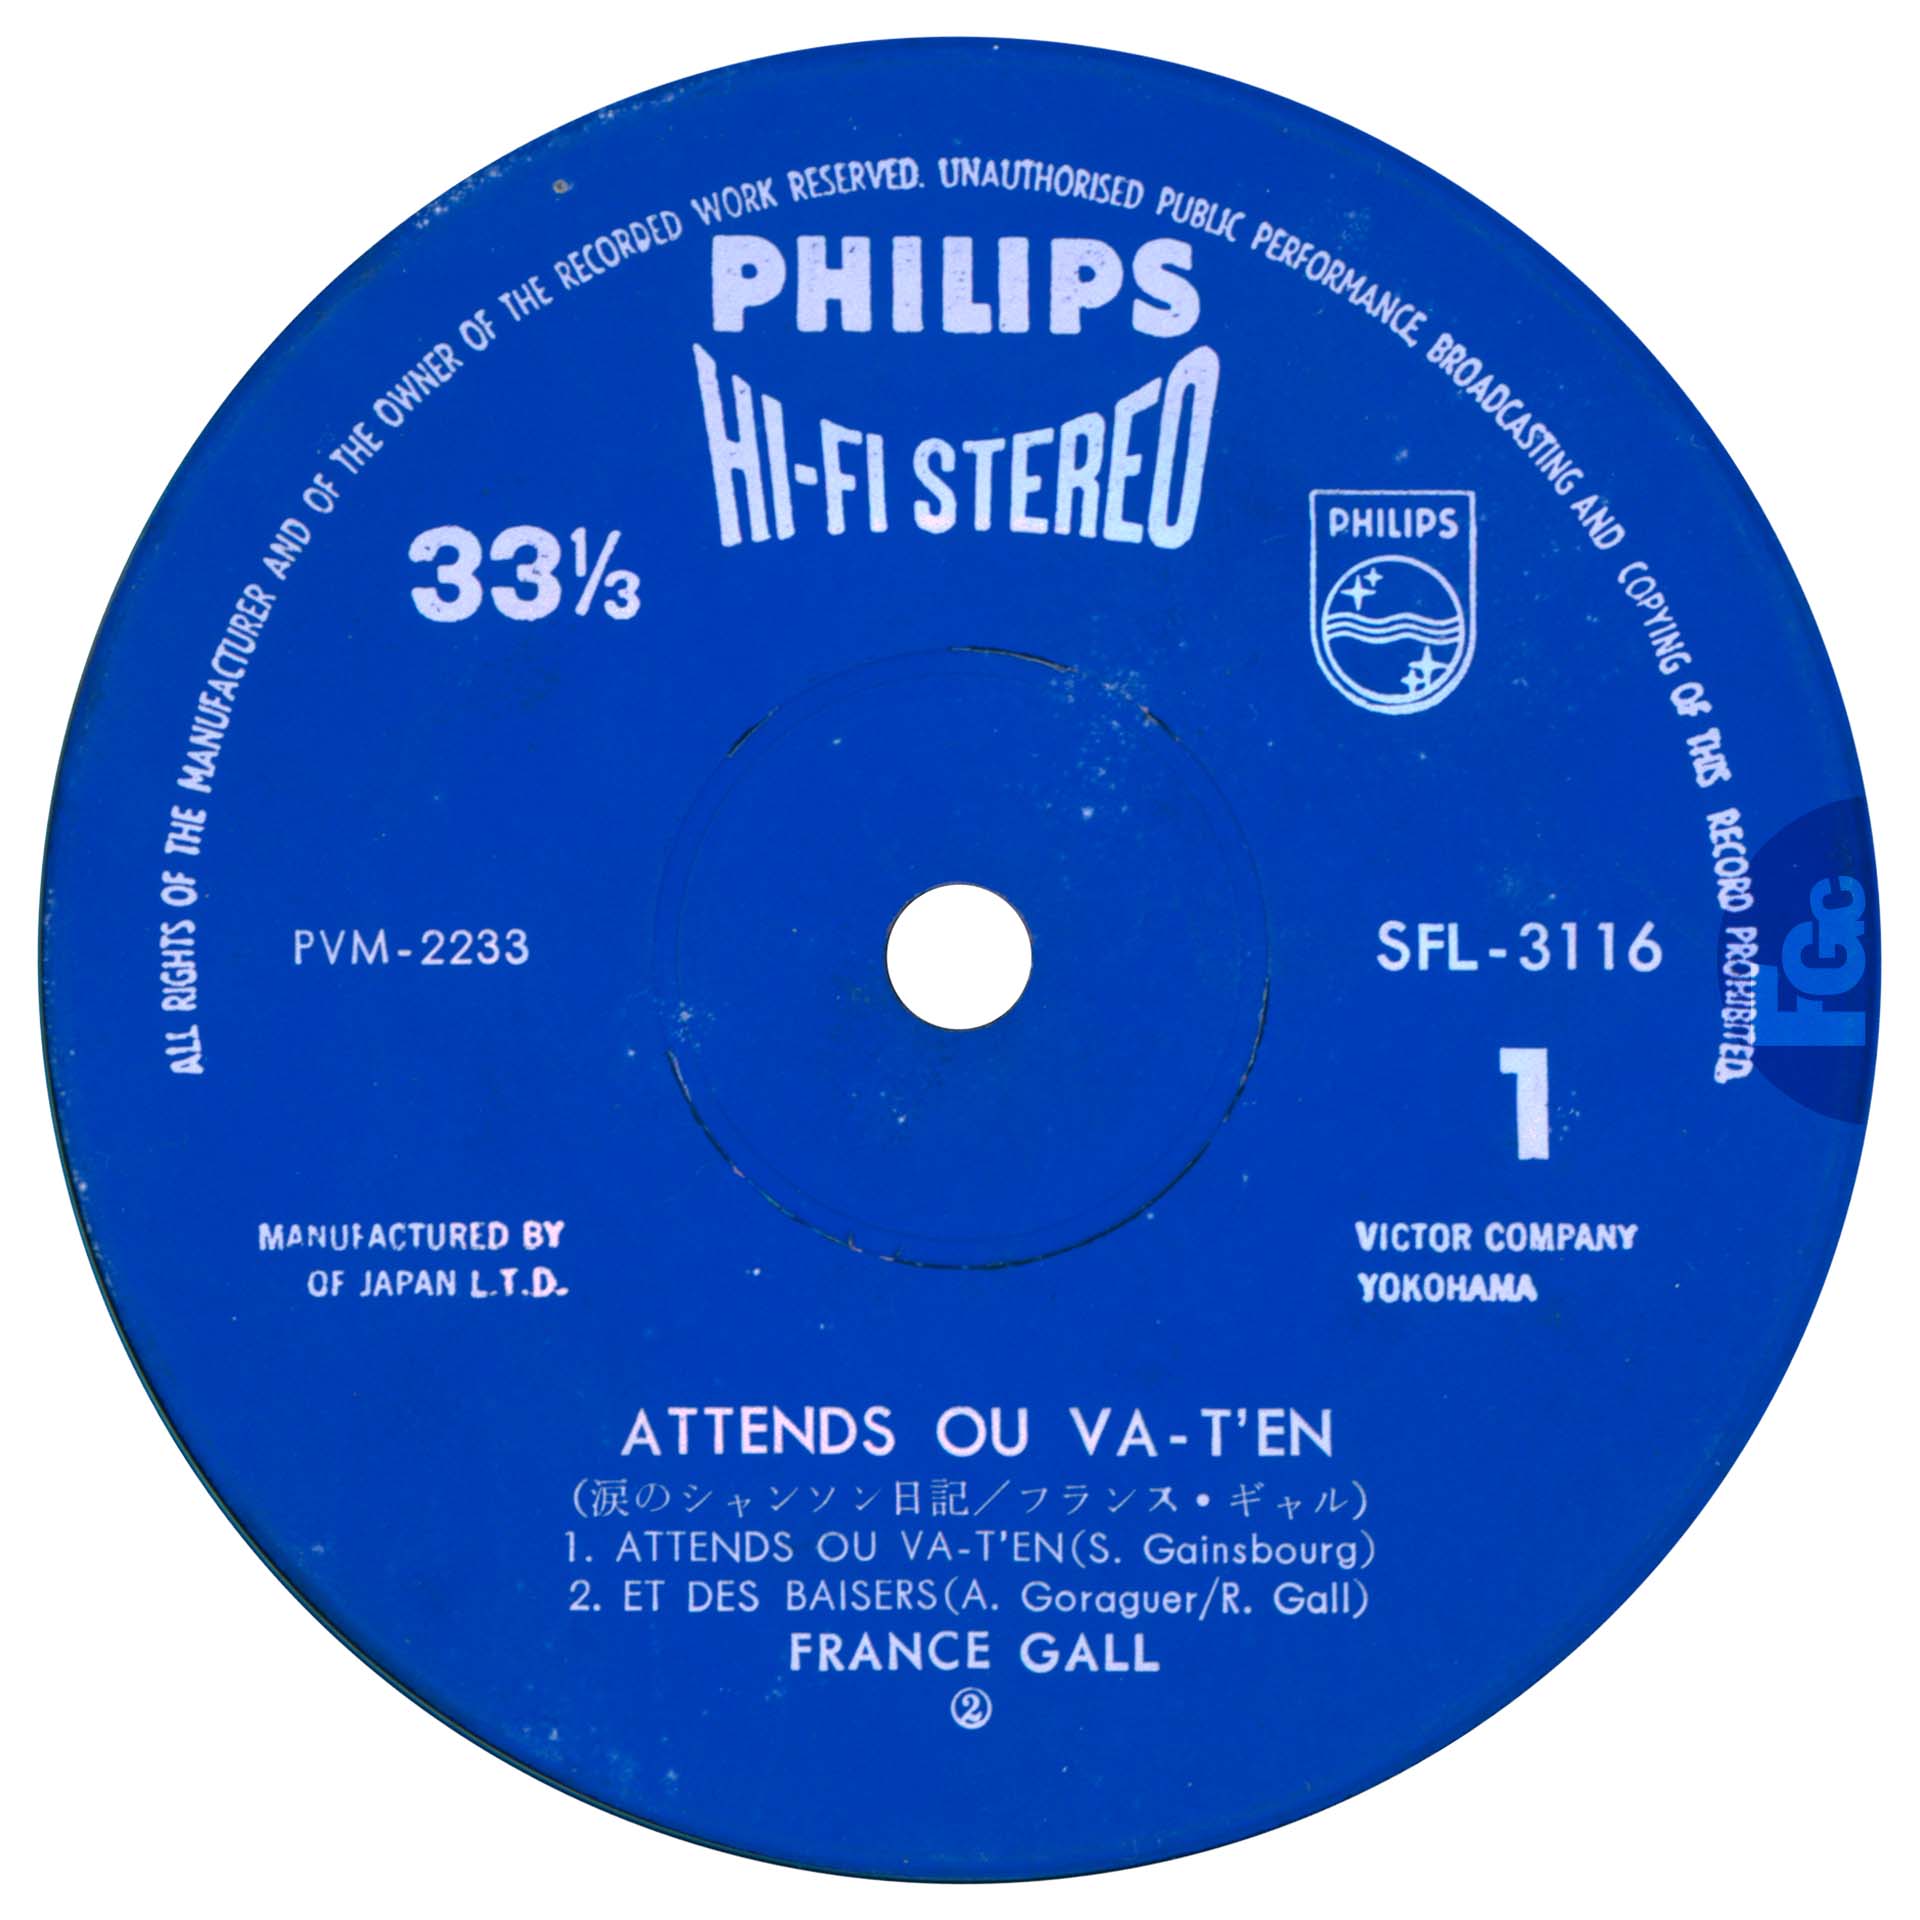 ALL RIGHTS OF THE MANUFACTURER AND OF THE OWNER OF THE RECORDED WORK RESERVED. UNAUTHORISED PUBLIC PERFORMANCE, BROADCASTING AND COPYING OF THIS RECORD PROHIBITED.
PHILIPS
HI-FI STEREO
33⅓
PHILIPS
PVM-2233
SFL-3116
FGC
1
MANUFACTURED BY VICTOR COMPANY
OF JAPAN L.T.D. YOKOHAMA
ATTENDS OU VA-T'EN
(涙のシャンソン日記/フランス・ギャル)
1. ATTENDS OU VA-T'EN(S. Gainsbourg)
2. ET DES BAISERS(A. Goraguer/R. Gall)
FRANCE GALL
②